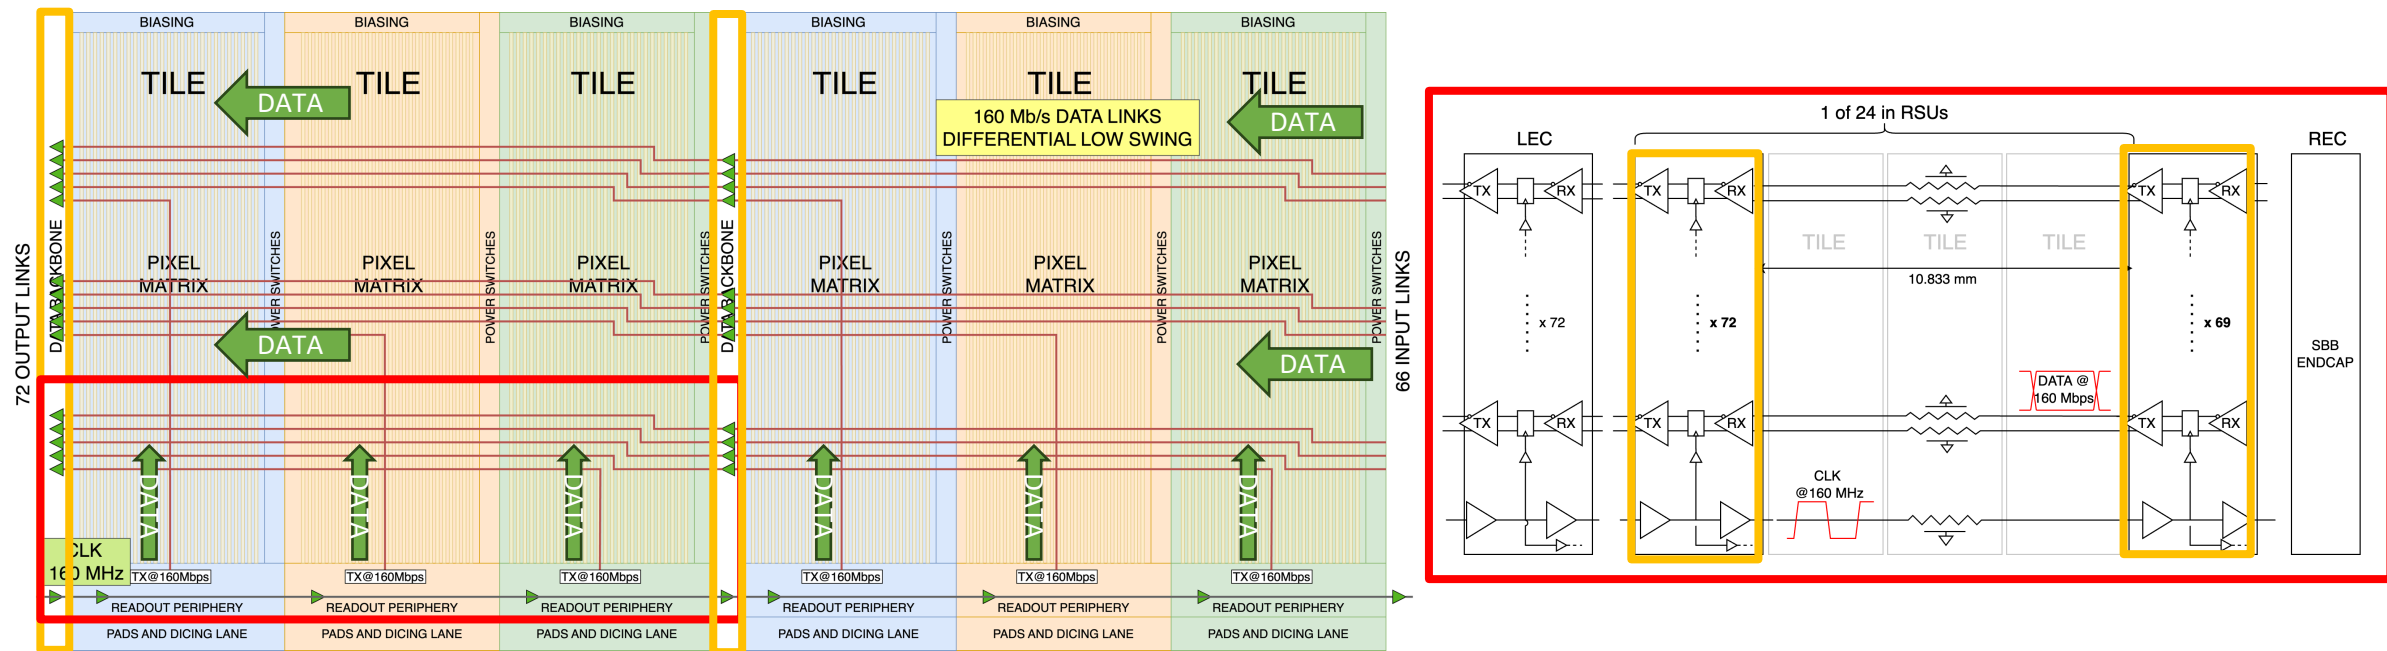 BIASING
BIASING
BIASING
BIASING
BIASING
BIASING
TILE
TILE
TILE
TILE
TILE
TILE
DATA
DATA
160 Mb/s DATA LINKS
DIFFERENTIAL LOW SWING
72 OUTPUT LINKS
DATA BACKBONE
PIXEL
MATRIX
POWER SWITCHES
PIXEL
MATRIX
POWER SWITCHES
PIXEL
MATRIX
POWER SWITCHES
DATA BACKBONE
PIXEL
MATRIX
POWER SWITCHES
PIXEL
MATRIX
POWER SWITCHES
PIXEL
MATRIX
POWER SWITCHES
66 INPUT LINKS
DATA
DATA
DATA
DATA
DATA
DATA
DATA
DATA
CLK
160 MHz
TX@160Mbps
TX@160Mbps
TX@160Mbps
TX@160Mbps
TX@160Mbps
TX@160Mbps
READOUT PERIPHERY
READOUT PERIPHERY
READOUT PERIPHERY
READOUT PERIPHERY
READOUT PERIPHERY
READOUT PERIPHERY
PADS AND DICING LANE
PADS AND DICING LANE
PADS AND DICING LANE
PADS AND DICING LANE
PADS AND DICING LANE
PADS AND DICING LANE
1 of 24 in RSUs
LEC
REC
TX
RX
TX
RX
TX
RX
TILE
TILE
TILE
10.833 mm
x 72
x 72
x 69
SBB
ENDCAP
DATA @
160 Mbps
TX
RX
TX
RX
TX
RX
CLK
@160 MHz